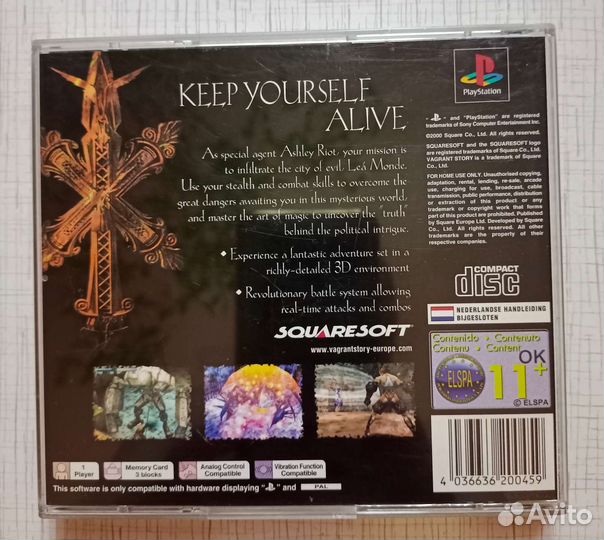 KEEP YOURSELF
ALIVE
As special agent Ashley Riot, your mission is
to infiltrate the city of evil, Leá Monde.
Use your stealth and combat skills to overcome the
great dangers awaiting you in this mysterious world,
and master the art of magic to uncover the "truth"
behind the political intrigue.
• Experience a fantastic adventure set in a
richly-detailed 3D environment
• Revolutionary battle system allowing
real-time attacks and combos
SQUARESOFT
www.vagrantstory-europe.com
PlayStation
" " and "PlayStation" are registered
trademarks of Sony Computer Entertainment Inc.
©2000 Square Co., Ltd. All rights reserved.
SQUARESOFT and the SQUARESOFT logo
are registered trademarks of Square Co., Ltd.
VAGRANT STORY is a trademark of Square
Co., Ltd.
FOR HOME USE ONLY. Unauthorised copying,
adaptation, rental, lending, re-sale, arcade
use, charging for use, broadcast, cable
transmission, public performance, distribution
or extraction of this product or any
trademark or copyright work that forms
part of this product are prohibited. Published
by Square Europe Ltd. Developed by Square
Co., Ltd. All other trademarks are the
property of their respective companies.
COMPACT
disc
NEDERLANDSE HANDLEIDING
BIJGESLOTEN
Contenido • Contenuto
Contenu • Content
OK
ELSPA
11+
© ELSPA
1
Player
Memory Card
3 blocks
Analog Control
Compatible
Vibration Function
Compatible
This software is only compatible with hardware displaying " " and PAL
4 036636 200459
Avito